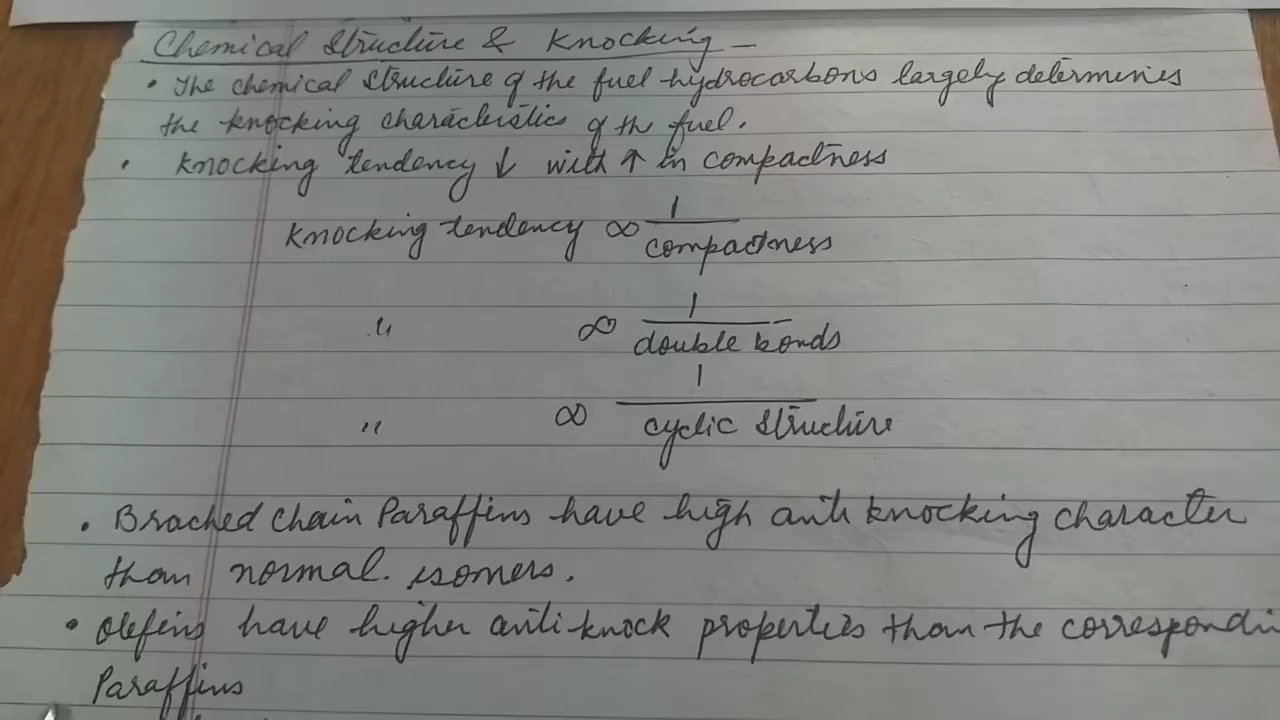 Chemical Structure & Knocking -
• The chemical structure of the fuel hydrocarbons largely determines
the knocking characteristics of the fuel.
• Knocking tendency ↓ with ↑ in compactness
Knocking tendency ∝ 1/compactness
" ∝ 1/double bonds
" ∝ 1/cyclic structure
• Brached chain Paraffins have high anti knocking character
than normal. isomers.
• Olefins have higher anti-knock properties than the correspondin
Paraffins